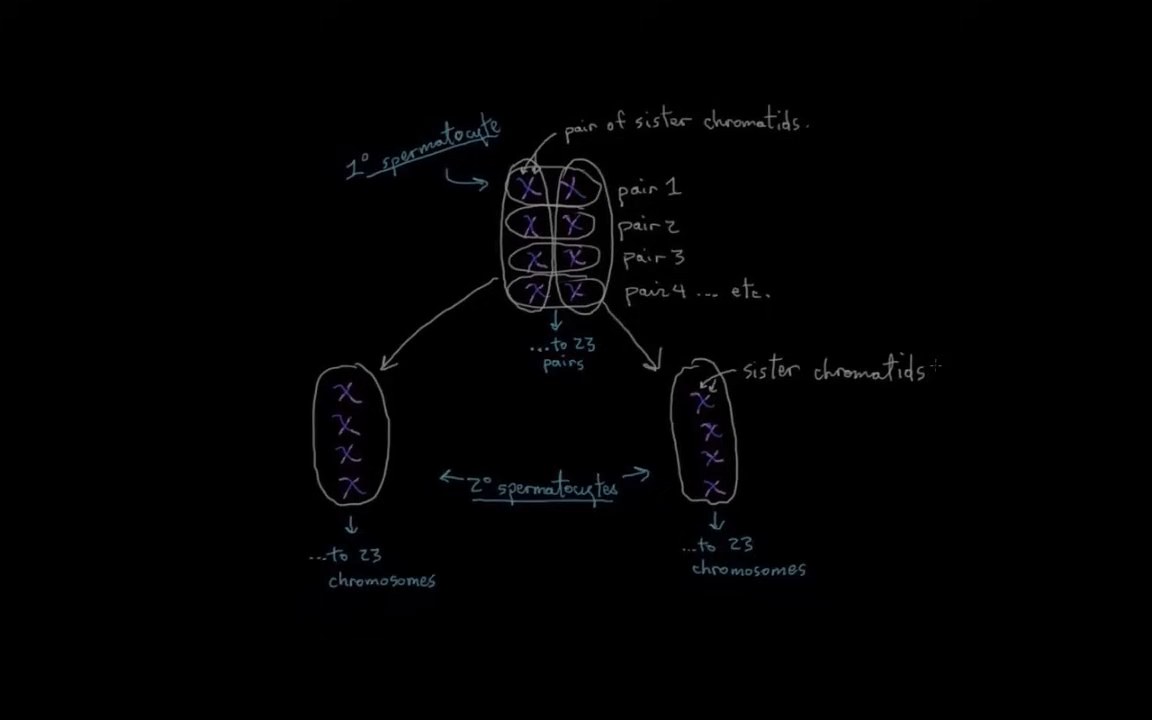 1° spermatocyte
pair of sister chromatids.
pair 1
pair 2
pair 3
pair 4 ... etc.
...to 23
pairs
sister chromatids
2° spermatocytes
...to 23
chromosomes
...to 23
chromosomes